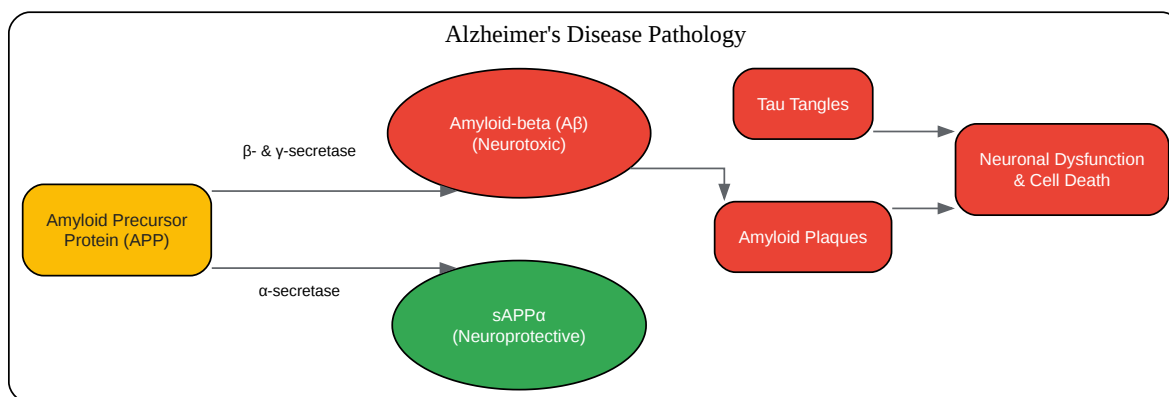 Alzheimer's Disease Pathology
Amyloid-beta (Aβ)
(Neurotoxic)
Tau Tangles
β- & γ-secretase
Neuronal Dysfunction
& Cell Death
Amyloid Precursor
Protein (APP)
Amyloid Plaques
α-secretase
sAPPα
(Neuroprotective)